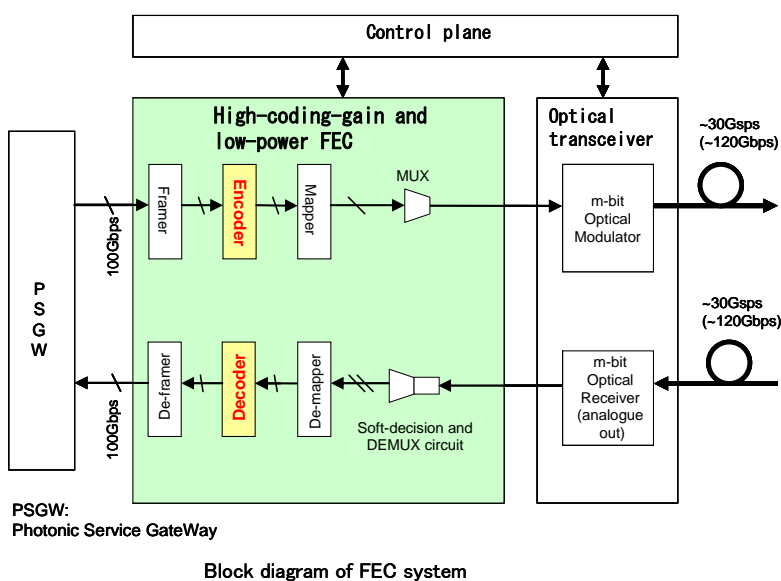 Control plane
High-coding-gain and
low-power FEC
Optical
transceiver
~30Gsps
(~120Gbps)
MUX
Framer
Encoder
Mapper
m-bit
Optical
Modulator
100Gbps
P
S
G
W
~30Gsps
(~120Gbps)
De-framer
Decoder
De-mapper
m-bit
Optical
Receiver
(analogue
out)
100Gbps
Soft-decision and
DEMUX circuit
PSGW:
Photonic Service GateWay
Block diagram of FEC system